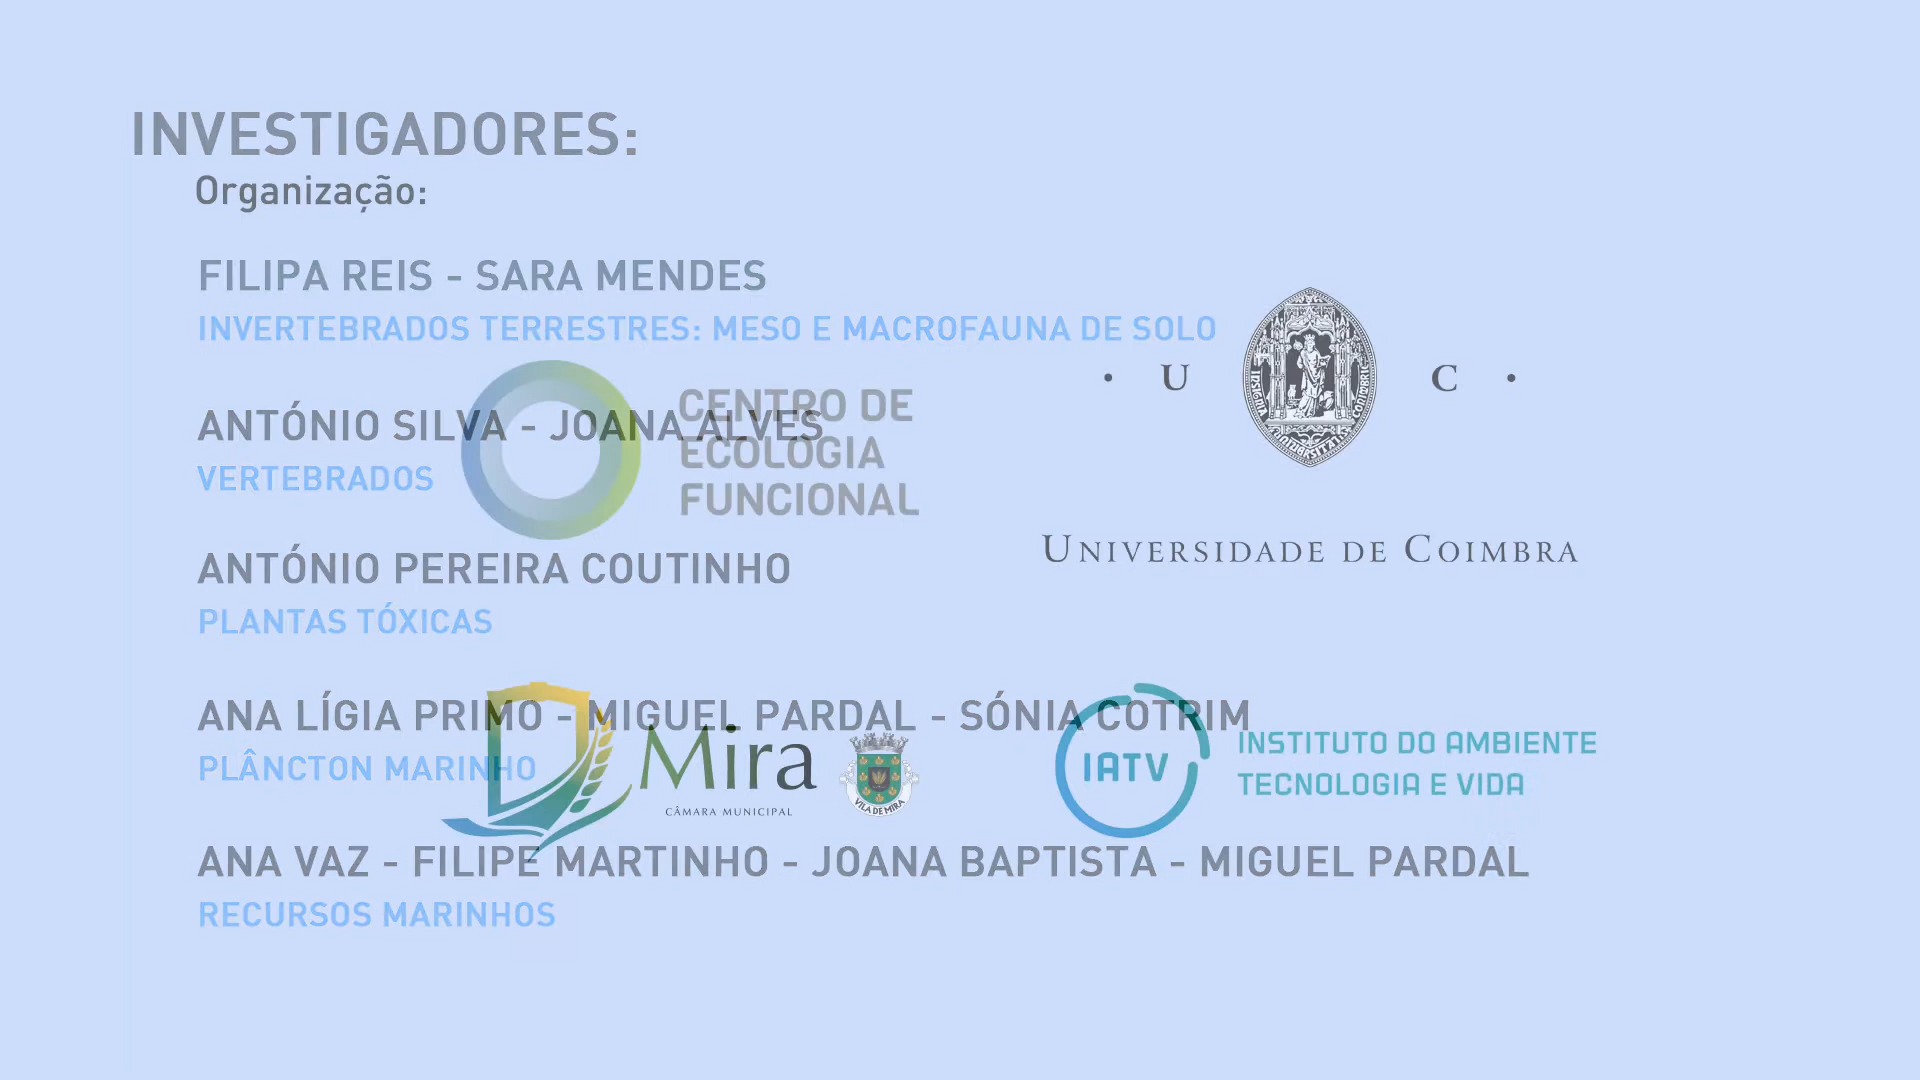 INVESTIGADORES:
Organização:
FILIPA REIS - SARA MENDES
INVERTEBRADOS TERRESTRES: MESO E MACROFAUNA DE SOLO
· U C ·
ANTÓNIO SILVA - JOANA ALVES
VERTEBRADOS
CENTRO DE
ECOLOGIA
FUNCIONAL
UNIVERSIDADE DE COIMBRA
ANTÓNIO PEREIRA COUTINHO
PLANTAS TÓXICAS
ANA LÍGIA PRIMO - MIGUEL PARDAL - SÓNIA COTRIM
PLÂNCTON MARINHO
Mira
CÂMARA MUNICIPAL
VILA DE MIRA
IATV
INSTITUTO DO AMBIENTE
TECNOLOGIA E VIDA
ANA VAZ - FILIPE MARTINHO - JOANA BAPTISTA - MIGUEL PARDAL
RECURSOS MARINHOS